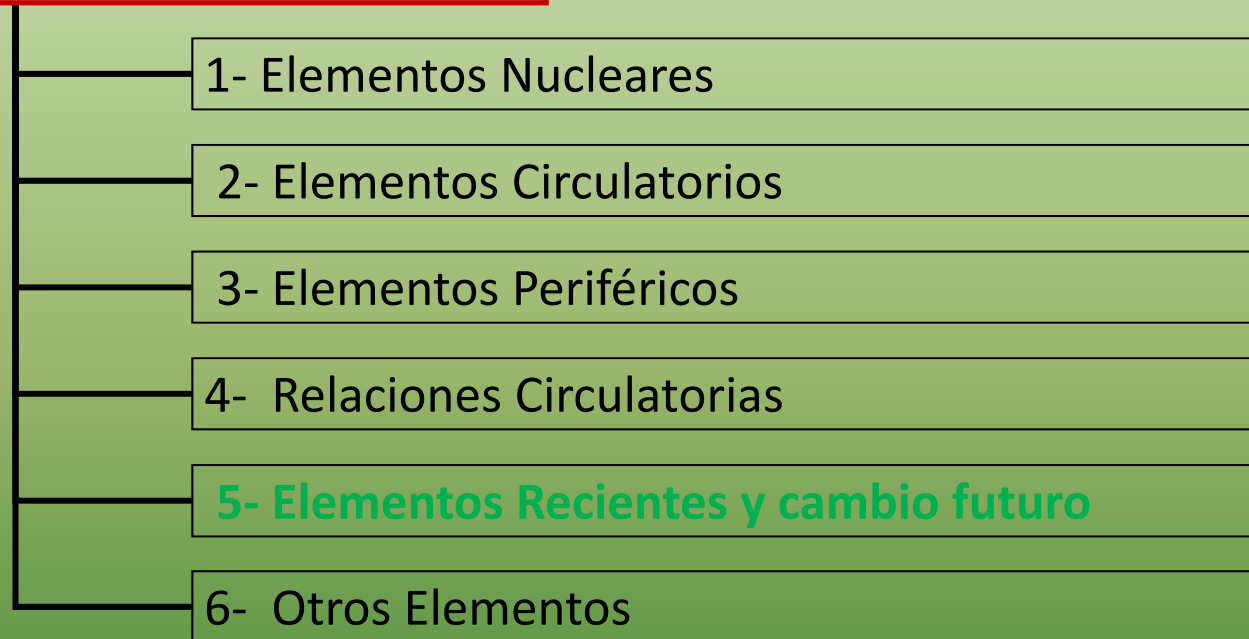 1- Elementos Nucleares
2- Elementos Circulatorios
3- Elementos Periféricos
4- Relaciones Circulatorias
5- Elementos Recientes y cambio futuro
6- Otros Elementos